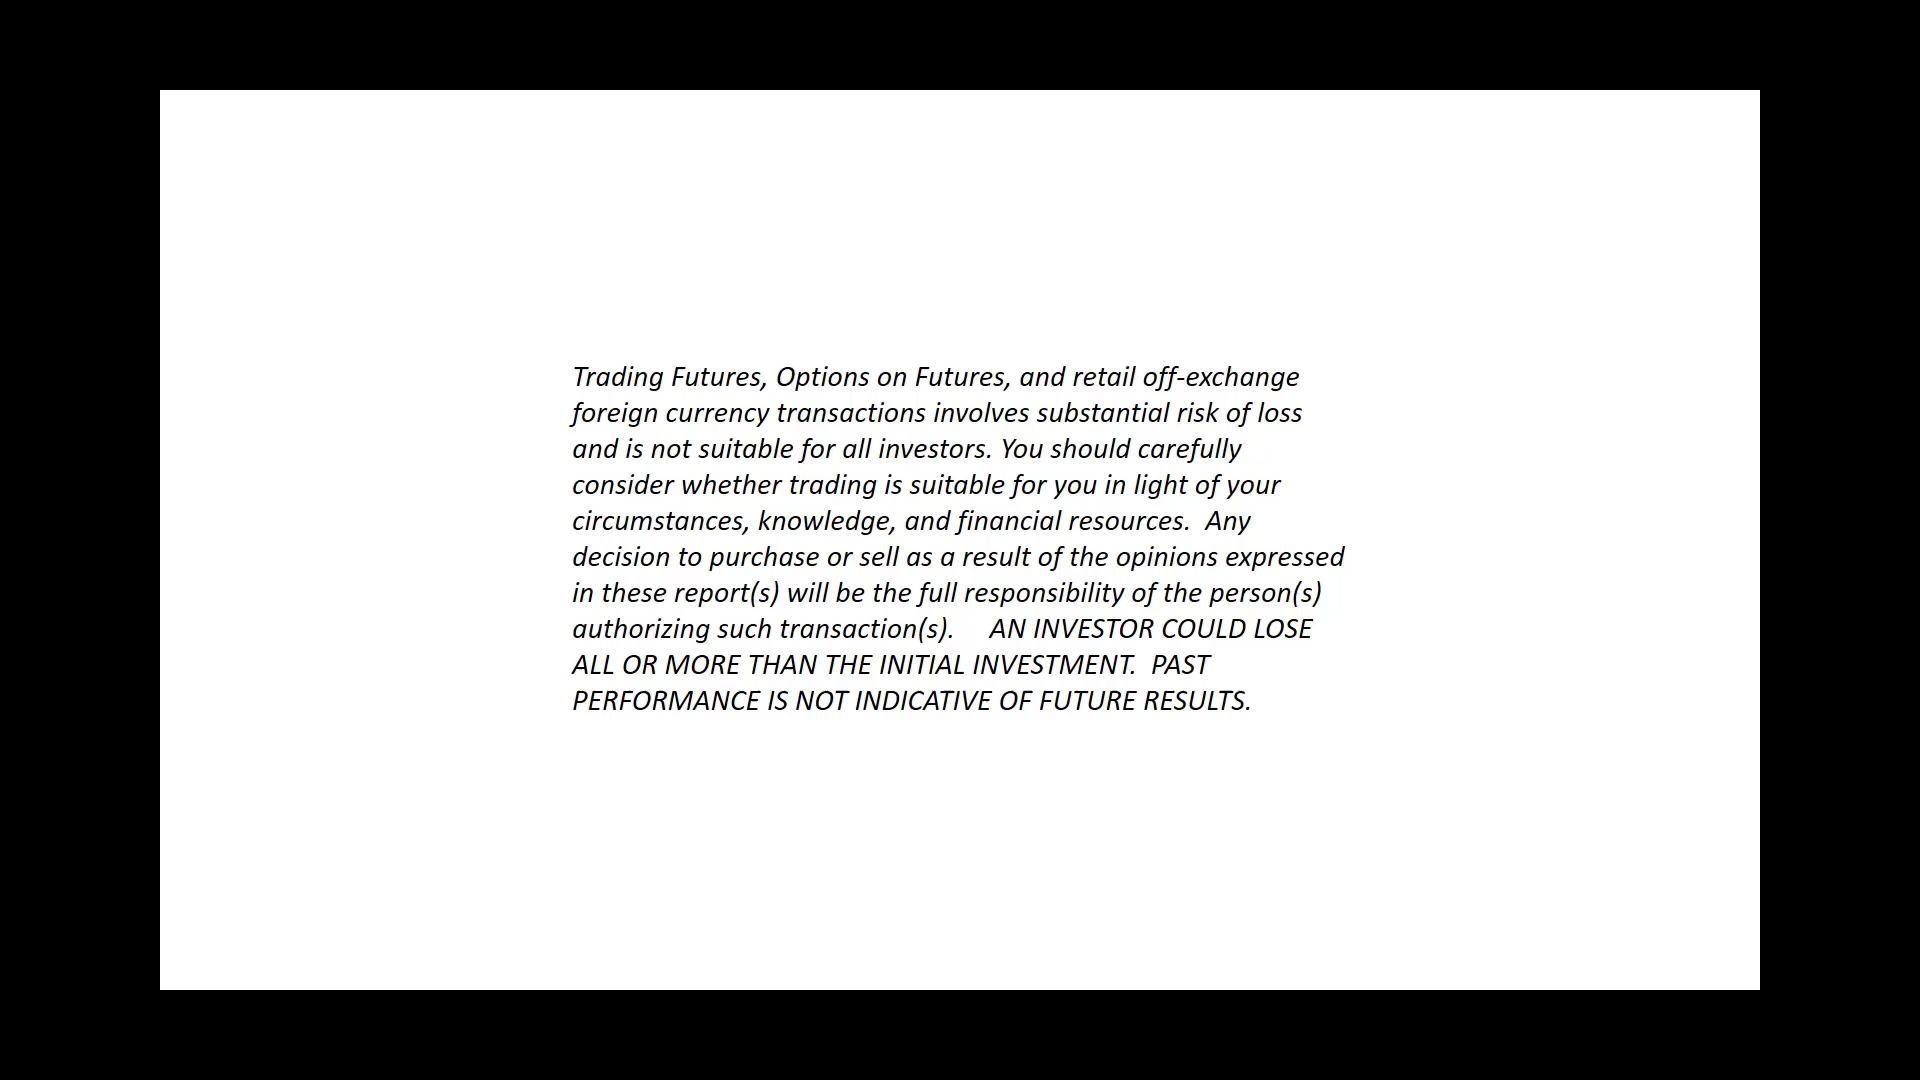 Trading Futures, Options on Futures, and retail off-exchange
foreign currency transactions involves substantial risk of loss
and is not suitable for all investors. You should carefully
consider whether trading is suitable for you in light of your
circumstances, knowledge, and financial resources.  Any
decision to purchase or sell as a result of the opinions expressed
in these report(s) will be the full responsibility of the person(s)
authorizing such transaction(s).     AN INVESTOR COULD LOSE
ALL OR MORE THAN THE INITIAL INVESTMENT.  PAST
PERFORMANCE IS NOT INDICATIVE OF FUTURE RESULTS.